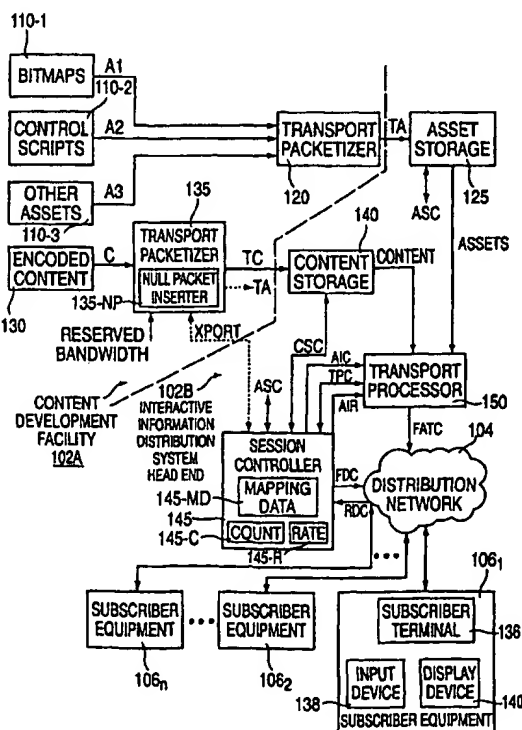 110-1
BITMAPS
A1
110-2
CONTROL
SCRIPTS
A2
OTHER
ASSETS
A3
110-3
TRANSPORT
PACKETIZER
120
TA
ASSET
STORAGE
125
ASC
ASSETS
ENCODED
CONTENT
130
C
135
TRANSPORT
PACKETIZER
NULL PACKET
INSERTER
135-NP
TC
TA
RESERVED
BANDWIDTH
XPORT
140
CONTENT
STORAGE
CONTENT
CSC
AIC
TPC
AIR
TRANSPORT
PROCESSOR
150
FATC
CONTENT
DEVELOPMENT
FACILITY
102A
102B
INTERACTIVE
INFORMATION
DISTRIBUTION
SYSTEM
HEAD END
ASC
SESSION
CONTROLLER
145-MD
MAPPING
DATA
145
COUNT
RATE
145-C
145-R
FDC
RDC
104
DISTRIBUTION
NETWORK
SUBSCRIBER
EQUIPMENT
106n
SUBSCRIBER
EQUIPMENT
1062
1061
SUBSCRIBER
TERMINAL
136
INPUT
DEVICE
138
DISPLAY
DEVICE
140
SUBSCRIBER EQUIPMENT